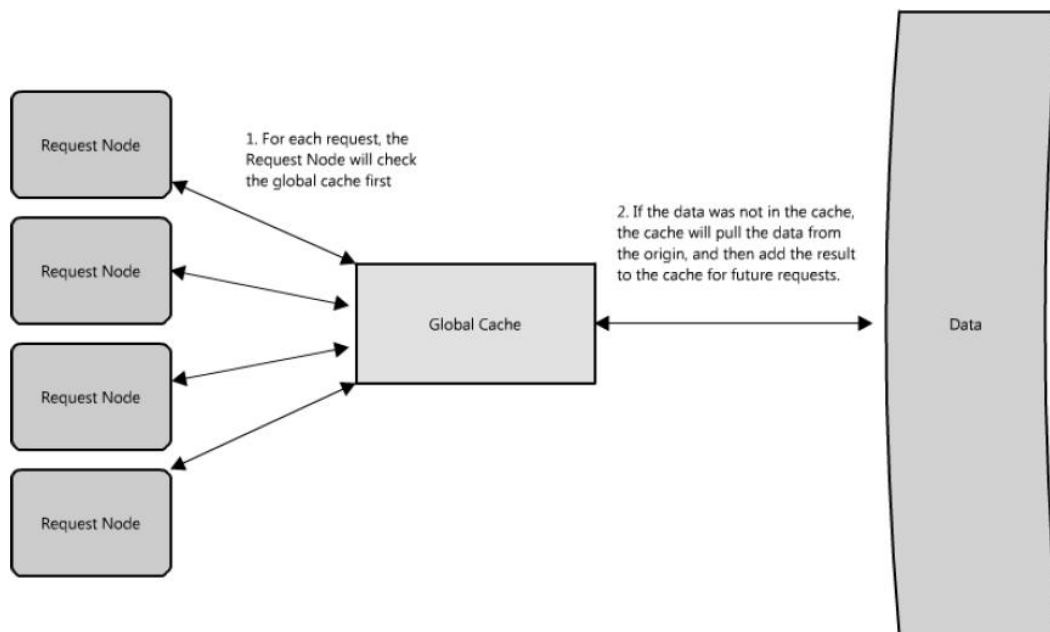 Request Node
1. For each request, the
Request Node will check
the global cache first
Request Node
2. If the data was not in the cache,
the cache will pull the data from
the origin, and then add the result
to the cache for future requests.
Global Cache
Data
Request Node
Request Node